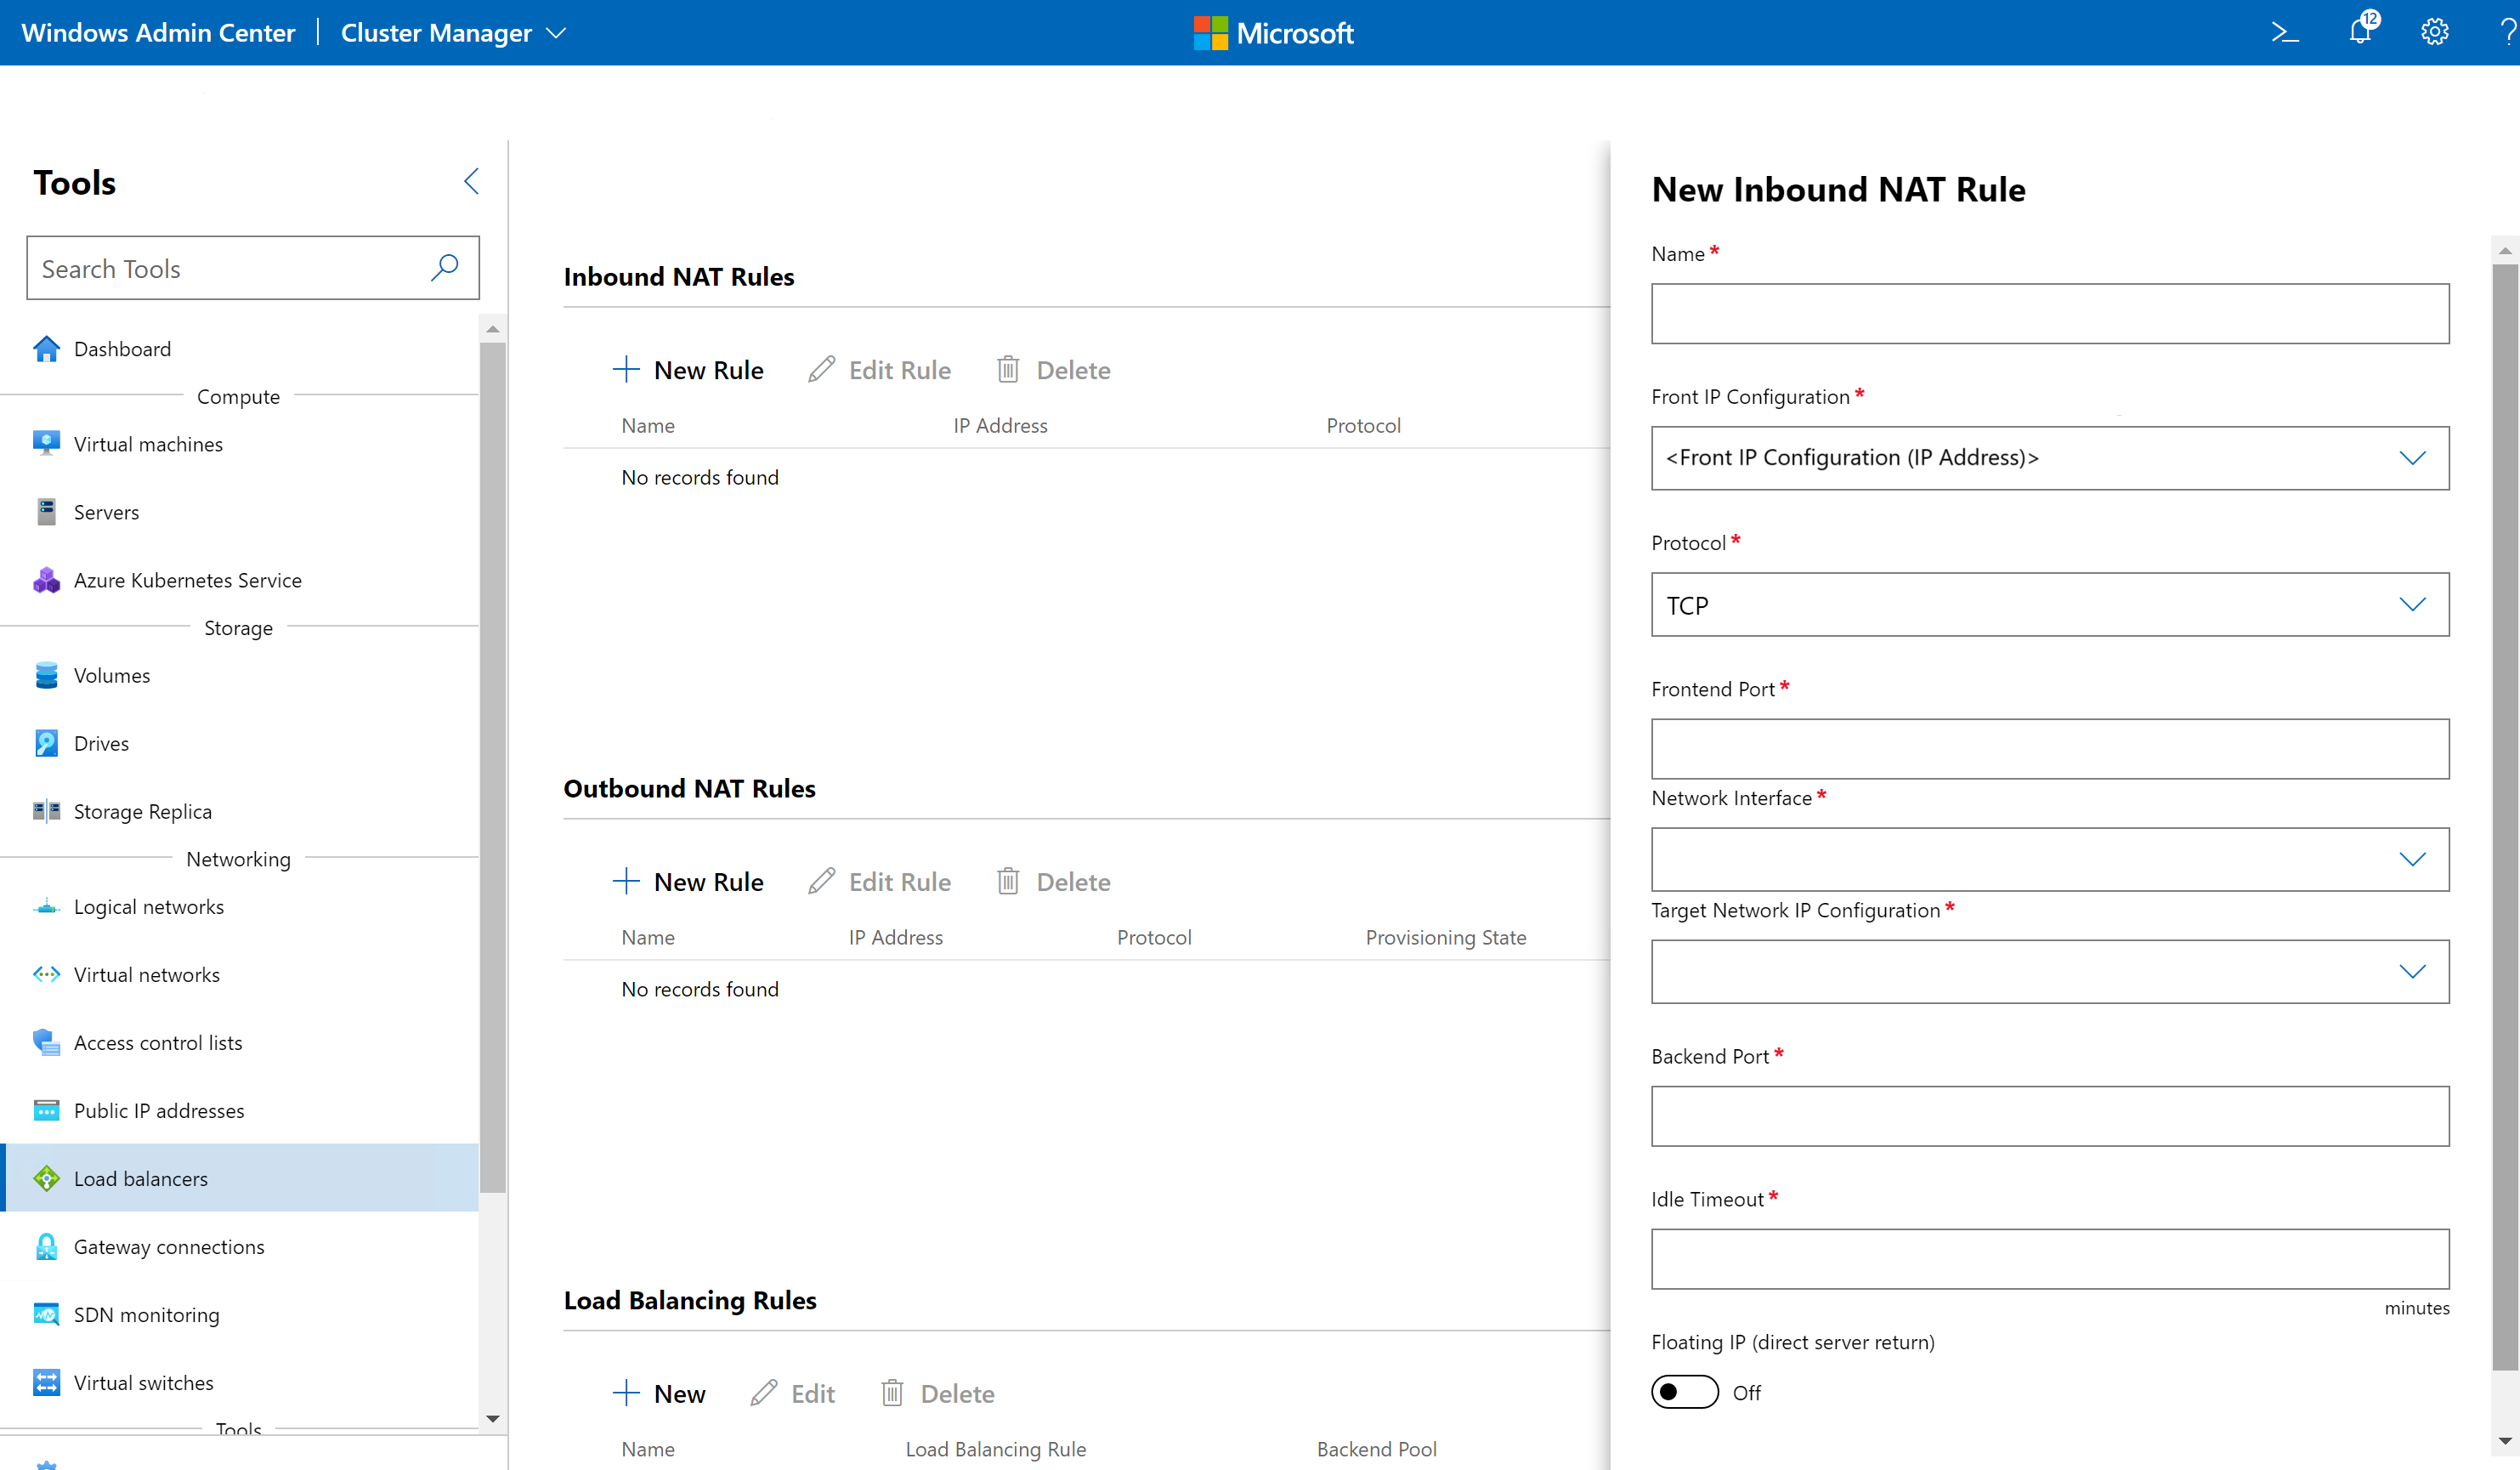 Windows Admin Center | Cluster Manager
Microsoft
12
?
Tools
Search Tools
Dashboard
Compute
Virtual machines
Servers
Azure Kubernetes Service
Storage
Volumes
Drives
Storage Replica
Networking
Logical networks
Virtual networks
Access control lists
Public IP addresses
Load balancers
Gateway connections
SDN monitoring
Virtual switches
Tools
Inbound NAT Rules
New Rule Edit Rule Delete
Name IP Address Protocol
No records found
Outbound NAT Rules
New Rule Edit Rule Delete
Name IP Address Protocol Provisioning State
No records found
Load Balancing Rules
New Edit Delete
Name Load Balancing Rule Backend Pool
New Inbound NAT Rule
Name *
Front IP Configuration *
<Front IP Configuration (IP Address)>
Protocol *
TCP
Frontend Port *
Network Interface *
Target Network IP Configuration *
Backend Port *
Idle Timeout *
minutes
Floating IP (direct server return)
Off